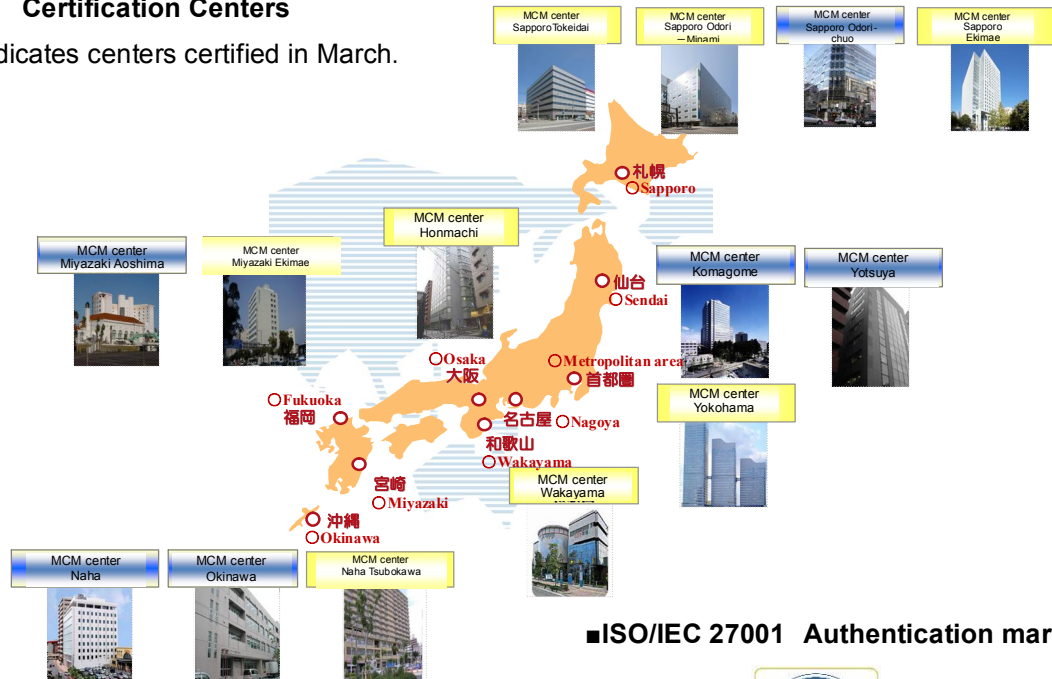 Certification Centers
dicates centers certified in March.
MCM center
Sapporo Tokeidai
MCM center
Sapporo Odori
－Minami
MCM center
Sapporo Odori-
chuo
MCM center
Sapporo
Ekimae
札幌
Sapporo
MCM center
Honmachi
MCM center
Miyazaki Aoshima
MCM center
Miyazaki Ekimae
仙台
Sendai
MCM center
Komagome
MCM center
Yotsuya
Osaka
大阪
Metropolitan area
首都圏
Fukuoka
福岡
名古屋
Nagoya
MCM center
Yokohama
和歌山
Wakayama
宮崎
Miyazaki
MCM center
Wakayama
沖縄
Okinawa
MCM center
Naha
MCM center
Okinawa
MCM center
Naha Tsubokawa
■ISO/IEC 27001 Authentication mar